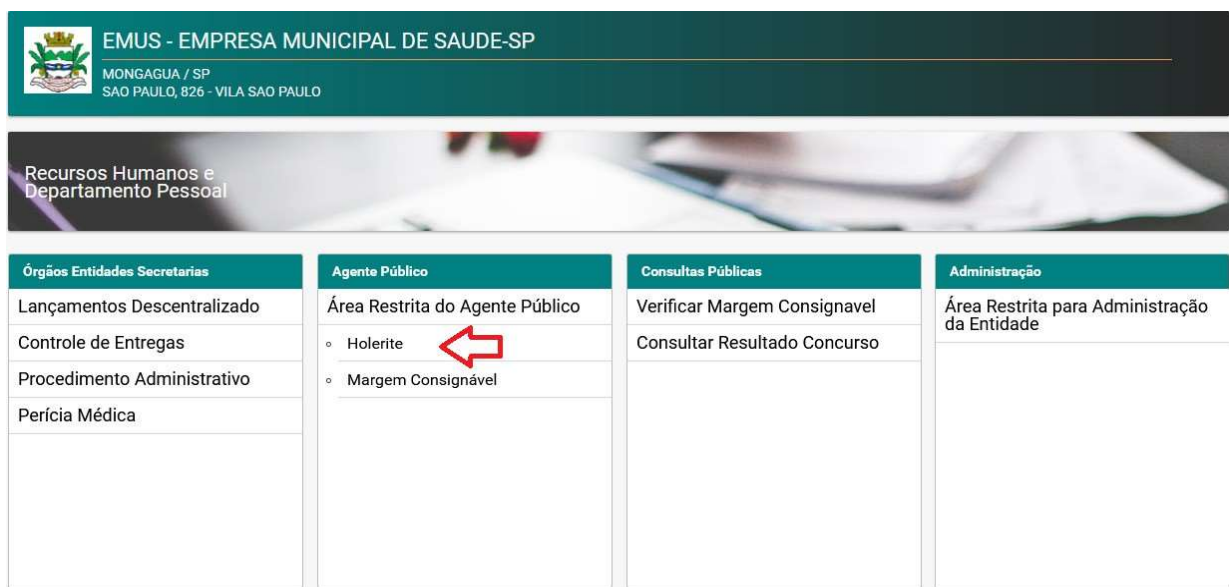 EMUS - EMPRESA MUNICIPAL DE SAUDE-SP
MONGAGUA / SP
SAO PAULO, 826 - VILA SAO PAULO
Recursos Humanos e
Departamento Pessoal
Órgãos Entidades Secretarias
Lançamentos Descentralizado
Controle de Entregas
Procedimento Administrativo
Perícia Médica
Agente Público
Área Restrita do Agente Público
Holerite
Margem Consignável
Consultas Públicas
Verificar Margem Consignavel
Consultar Resultado Concurso
Administração
Área Restrita para Administração
da Entidade